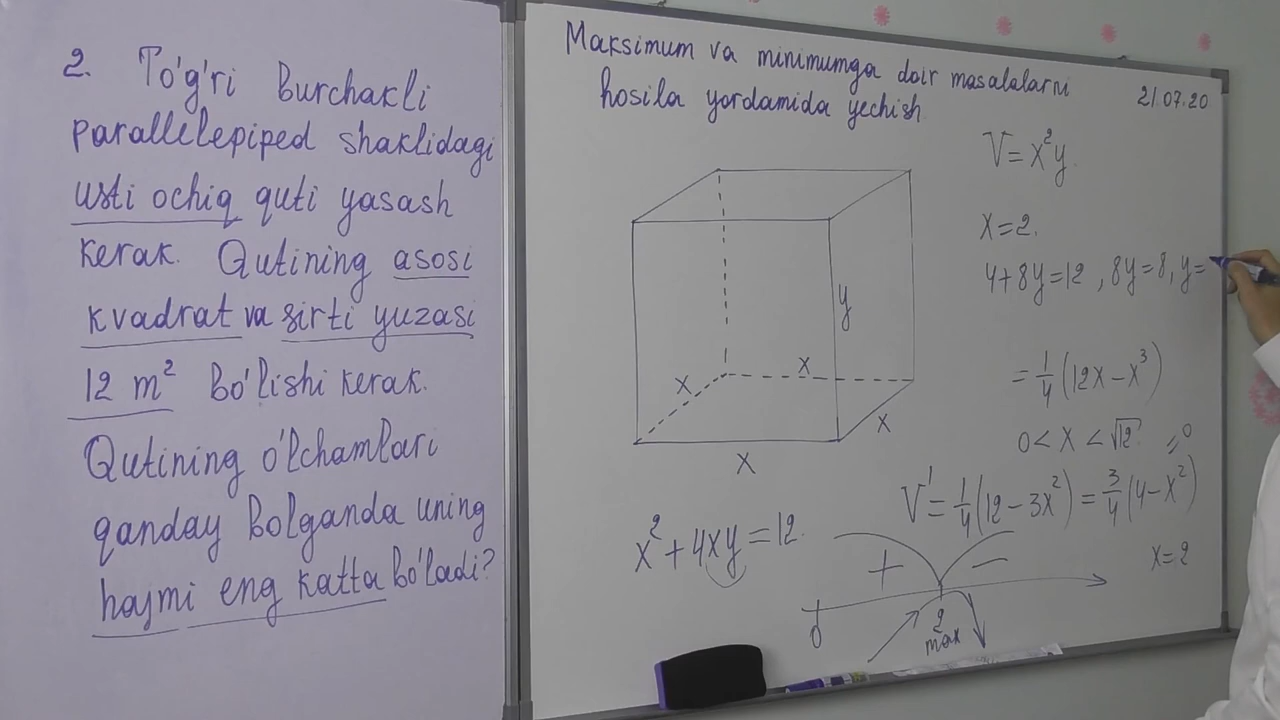 2. To'g'ri burchakli
parallelepiped shaklidagi
usti ochiq quti yasash
kerak. Qutining asosi
kvadrat va sirti yuzasi
12 m² bo'lishi kerak.
Qutining o'lchamlari
qanday bolganda uning
hajmi eng katta bo'ladi?
Maksimum va minimumga doir masalalarni
hosila yordamida yechish
21.07.20
V=x²y.
x=2.
4+8y=12, 8y=8, y=
=1/4(12x-x³)
0<x<√12. =0
V'=1/4(12-3x²)=3/4(4-x²)
x=2
y
x
x
x
x
x²+4xy=12.
+ −
0
2
max